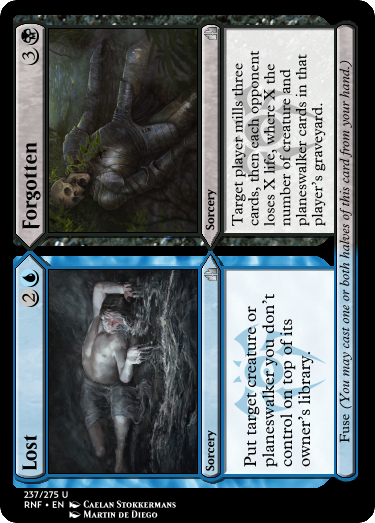 Lost 2
Sorcery
Put target creature or
planeswalker you don't
control on top of its
owner's library.
Forgotten 3
Sorcery
Target player mills three
cards, then each opponent
loses X life, where X the
number of creature and
planeswalker cards in that
player's graveyard.
Fuse (You may cast one or both halves of this card from your hand.)
237/275 U
RNF • EN CAELAN STOKKERMANS
MARTIN DE DIEGO